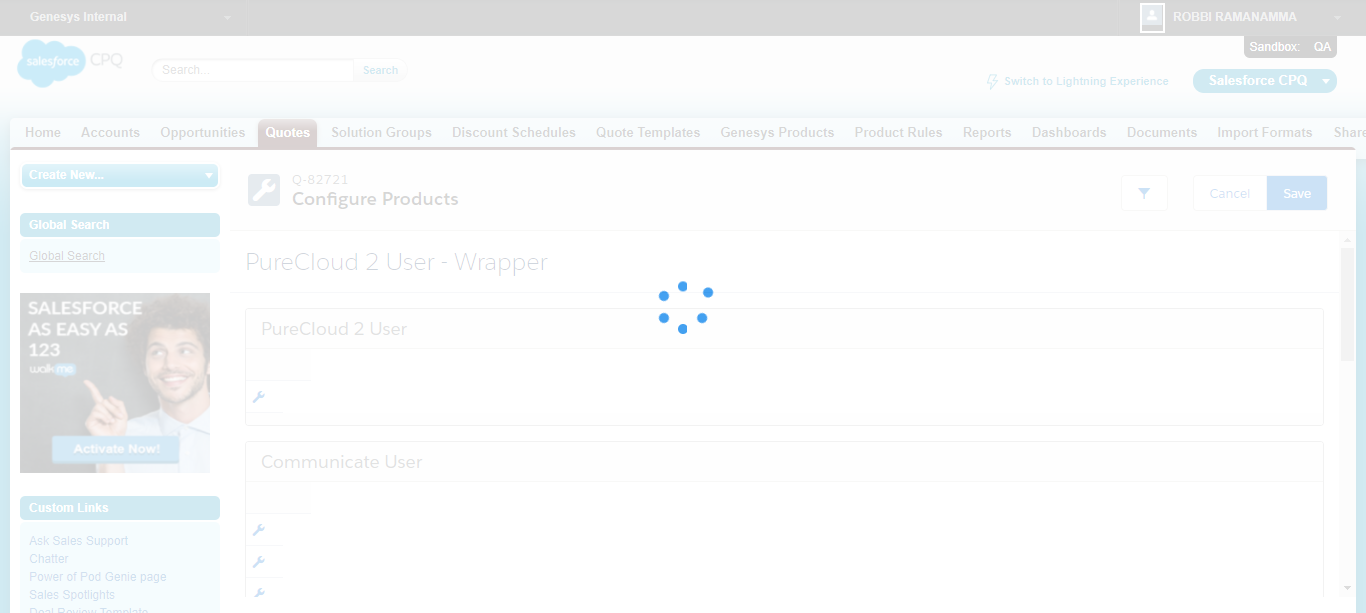 Genesys Internal
ROBBI RAMANAMMA
Sandbox: QA
salesforce CPQ
Search...
Search
Switch to Lightning Experience
Salesforce CPQ
Home Accounts Opportunities Quotes Solution Groups Discount Schedules Quote Templates Genesys Products Product Rules Reports Dashboards Documents Import Formats Share
Create New...
Q-82721
Configure Products
Cancel
Save
Global Search
Global Search
PureCloud 2 User - Wrapper
SALESFORCE
AS EASY AS
123
walkme
Activate Now!
PureCloud 2 User
Communicate User
Custom Links
Ask Sales Support
Chatter
Power of Pod Genie page
Sales Spotlights
Deal Review Template